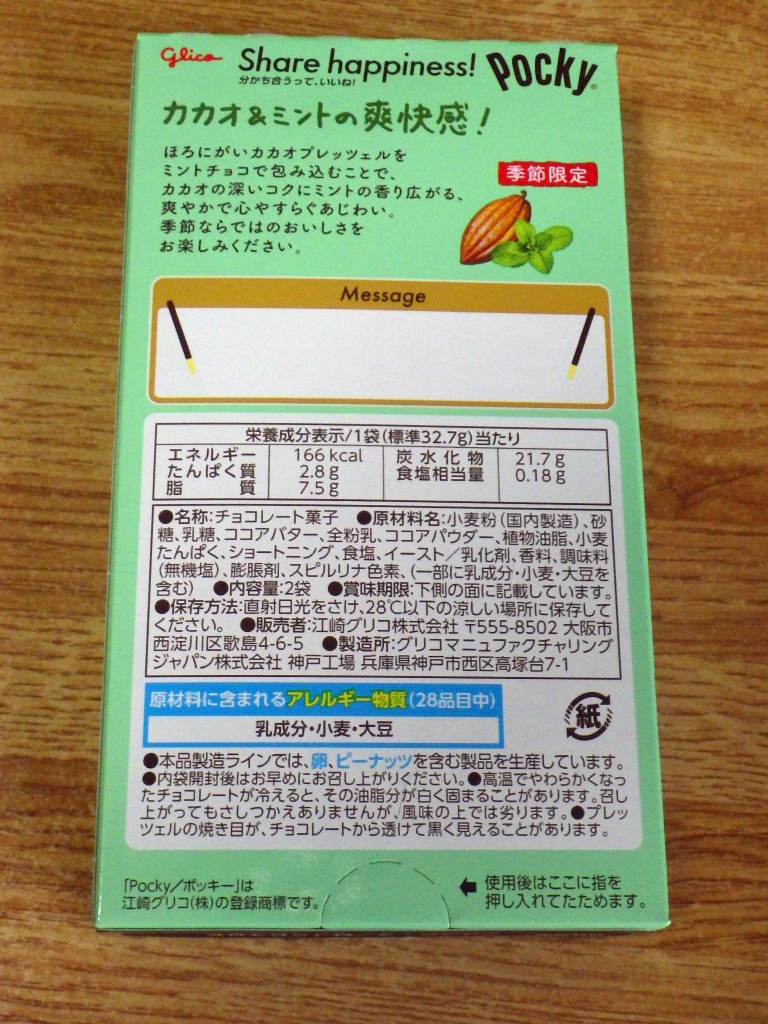 Glico Share happiness! Pocky
分かち合うって、いいね!
カカオ&ミントの爽快感!
ほろにがいカカオプレッツェルを
ミントチョコで包み込むことで、
カカオの深いコクにミントの香り広がる、
爽やかで心やすらぐあじわい。
季節ならではのおいしさを
お楽しみください。
季節限定
Message
栄養成分表示/1袋(標準32.7g)当たり
エネルギー 166kcal 炭水化物 21.7g
たんぱく質 2.8g 食塩相当量 0.18g
脂質 7.5g
●名称:チョコレート菓子 ●原材料名:小麦粉(国内製造)、砂
糖、乳糖、ココアバター、全粉乳、ココアパウダー、植物油脂、小麦
たんぱく、ショートニング、食塩、イースト/乳化剤、香料、調味料
(無機塩)、膨脹剤、スピルリナ色素、(一部に乳成分・小麦・大豆を
含む) ●内容量:2袋 ●賞味期限:下側の面に記載しています。
●保存方法:直射日光をさけ、28℃以下の涼しい場所に保存して
ください。 ●販売者:江崎グリコ株式会社 〒555-8502 大阪市
西淀川区歌島4-6-5 ●製造所:グリコマニュファクチャリング
ジャパン株式会社 神戸工場 兵庫県神戸市西区高塚台7-1
原材料に含まれるアレルギー物質(28品目中)
乳成分・小麦・大豆
紙
●本品製造ラインでは、卵、ピーナッツを含む製品を生産しています。
●内袋開封後はお早めにお召し上がりください。●高温でやわらかくなっ
たチョコレートが冷えると、その油脂分が白く固まることがあります。召し
上がってもさしつかえありませんが、風味の上では劣ります。●プレッ
ツェルの焼き目が、チョコレートから透けて黒く見えることがあります。
「Pocky/ポッキー」は
江崎グリコ(株)の登録商標です。
使用後はここに指を
押し入れてたためます。